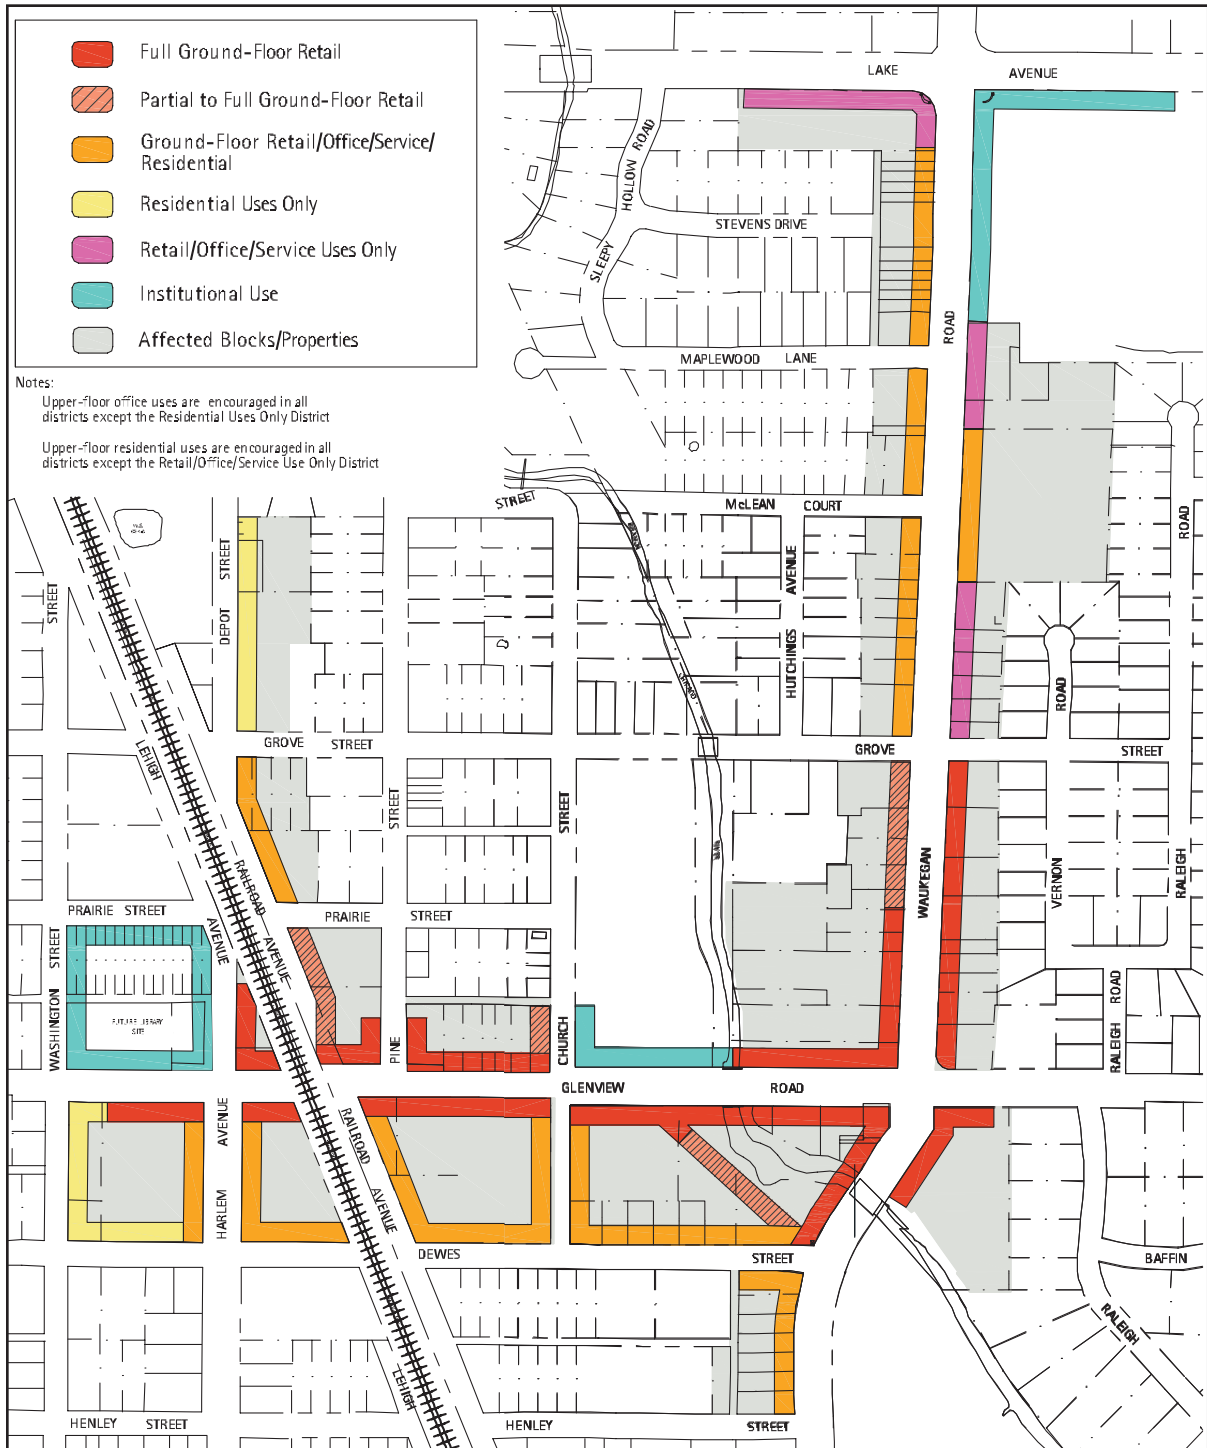 Full Ground-Floor Retail
Partial to Full Ground-Floor Retail
Ground-Floor Retail/Office/Service/
Residential
Residential Uses Only
Retail/Office/Service Uses Only
Institutional Use
Affected Blocks/Properties
Notes:
Upper-floor office uses are encouraged in all
districts except the Residential Uses Only District
Upper-floor residential uses are encouraged in all
districts except the Retail/Office/Service Use Only District
LAKE AVENUE
SLEEPY HOLLOW ROAD
STEVENS DRIVE
MAPLEWOOD LANE
ROAD
STREET
McLEAN COURT
ROAD
STREET
DEPOT STREET
HUTCHINGS AVENUE
ROAD
GROVE STREET
GROVE STREET
LEHIGH
STREET
STREET
WAUKEGAN
VERNON
RALEIGH
RAILROAD AVENUE
PRAIRIE STREET
PRAIRIE STREET
AVENUE
WASHINGTON STREET
FUTURE LIBRARY
SITE
PINE
CHURCH
RALEIGH ROAD
GLENVIEW ROAD
HARLEM AVENUE
RAILROAD AVENUE
DEWES STREET
BAFFIN
RALEIGH
LEHIGH
HENLEY STREET
HENLEY STREET